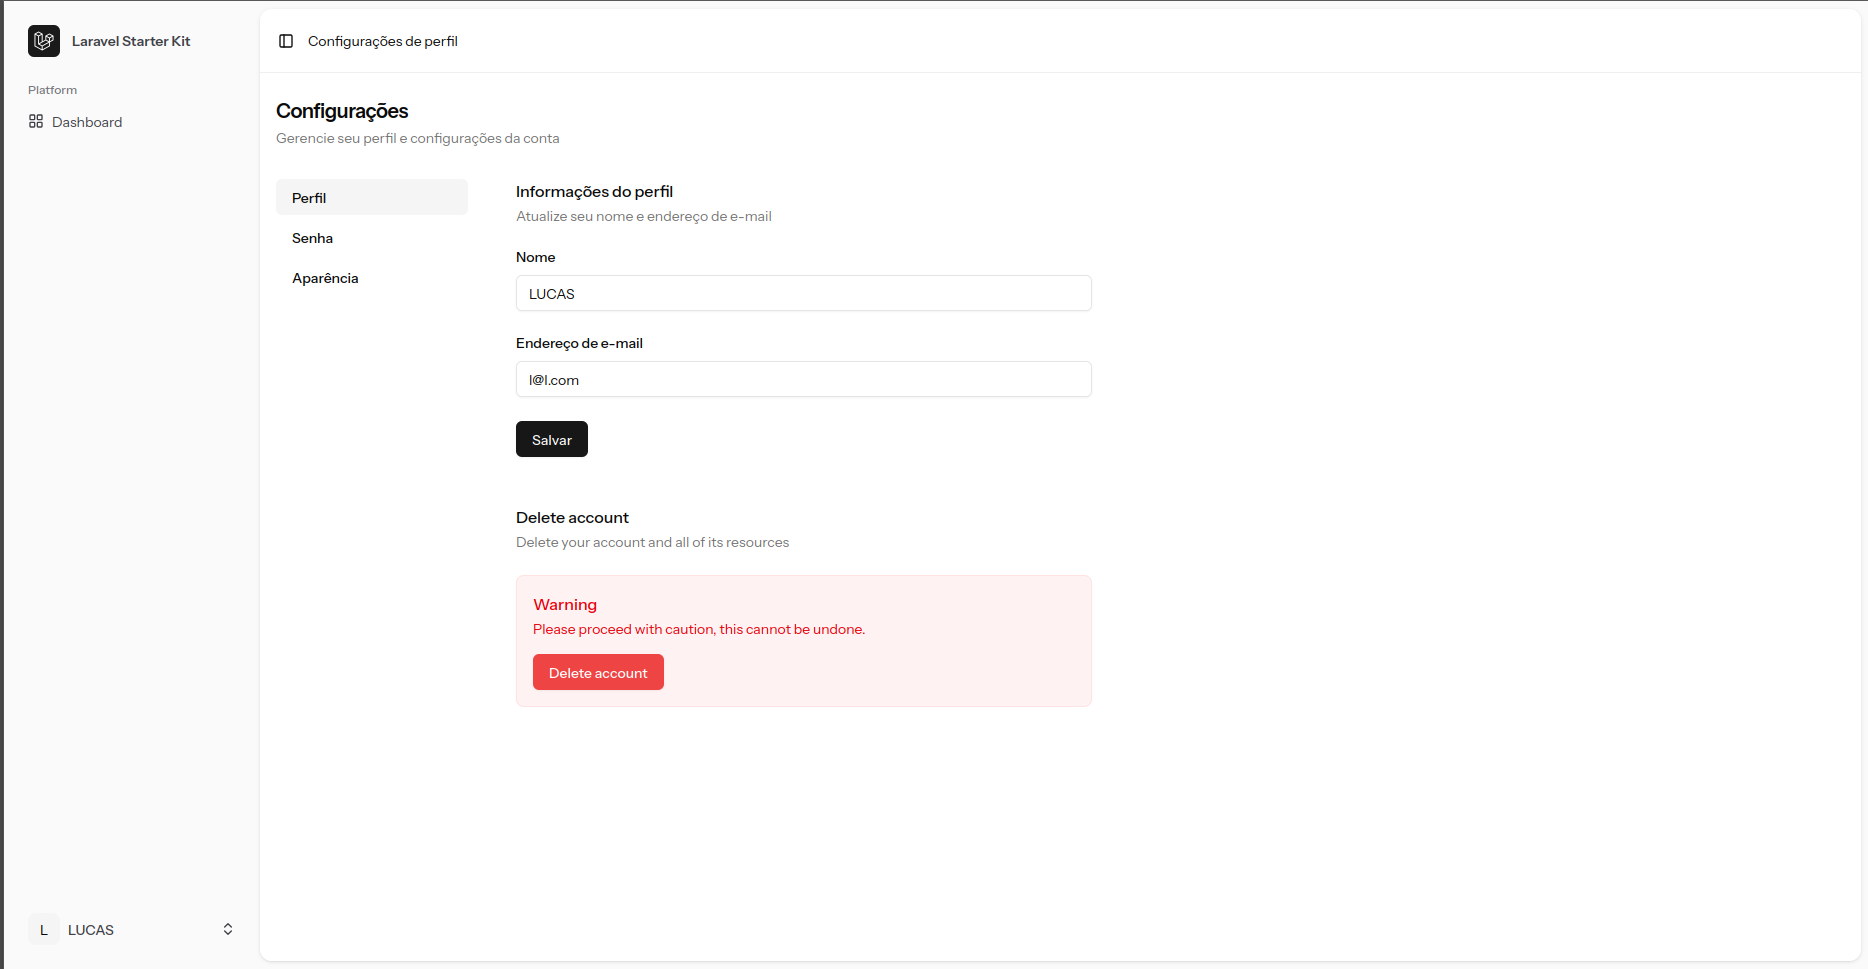 Laravel Starter Kit
Platform
Dashboard
L LUCAS
Configurações de perfil
Configurações
Gerencie seu perfil e configurações da conta
Perfil
Senha
Aparência
Informações do perfil
Atualize seu nome e endereço de e-mail
Nome
LUCAS
Endereço de e-mail
l@l.com
Salvar
Delete account
Delete your account and all of its resources
Warning
Please proceed with caution, this cannot be undone.
Delete account